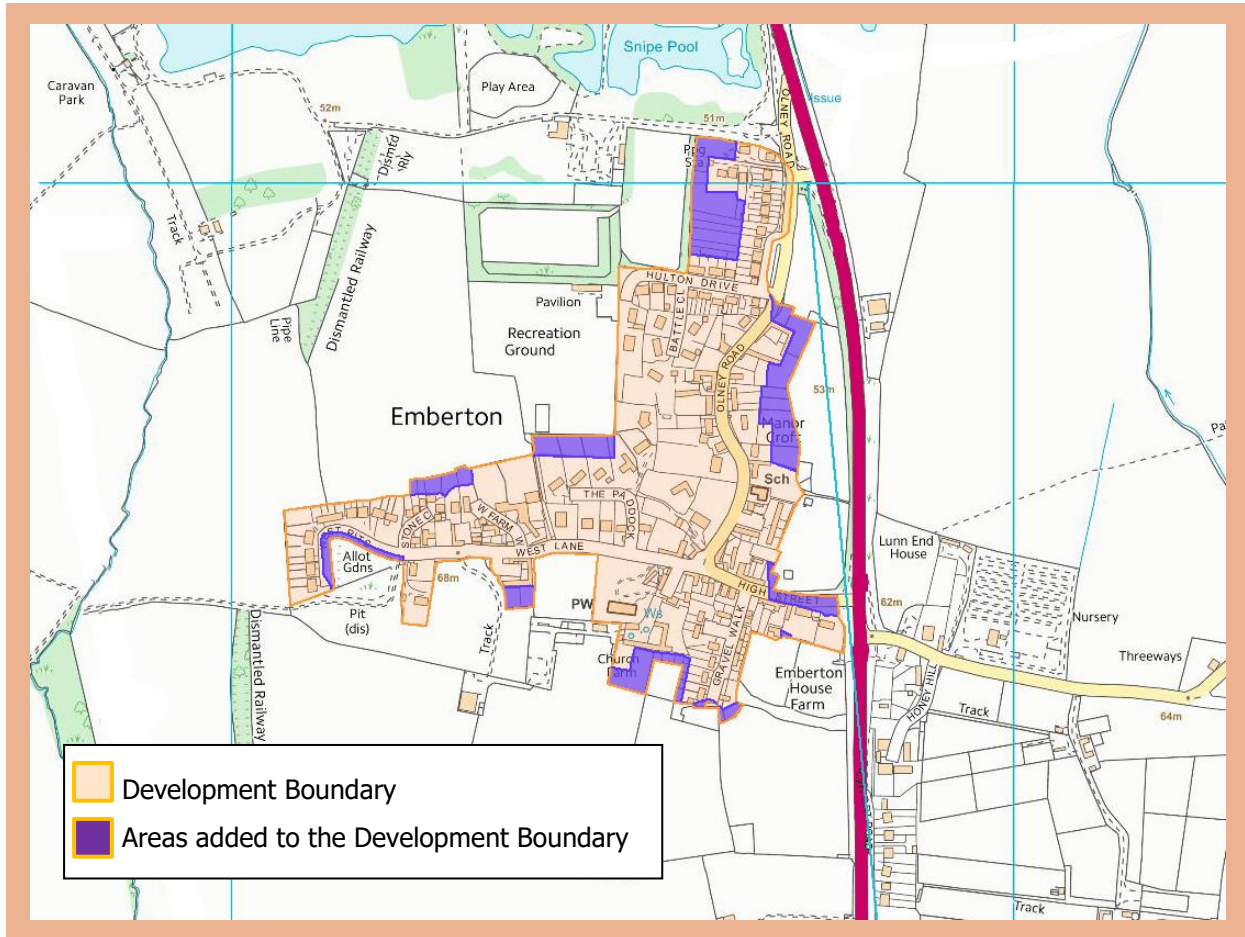 Snipe Pool
Caravan
Park
Play Area
OLNEY ROAD
Issue
52m
51m
Dismtd
Rly
Track
Dismantled Railway
HULTON DRIVE
Pipe
Line
Pavilion
Recreation
Ground
OLNEY ROAD
53m
Emberton
Manor
Croft
Sch
THE PADDOCK
W FARM
WEST LANE
Allot
Gdns
68m
Lunn End
House
HIGH STREET
62m
PW
Ws
Pit
(dis)
Nursery
Track
GRAVEL WALK
Church
Farm
Emberton
House
Farm
Threeways
HONEY HILL
Dismantled Railway
Track
64m
Development Boundary
Areas added to the Development Boundary
Track